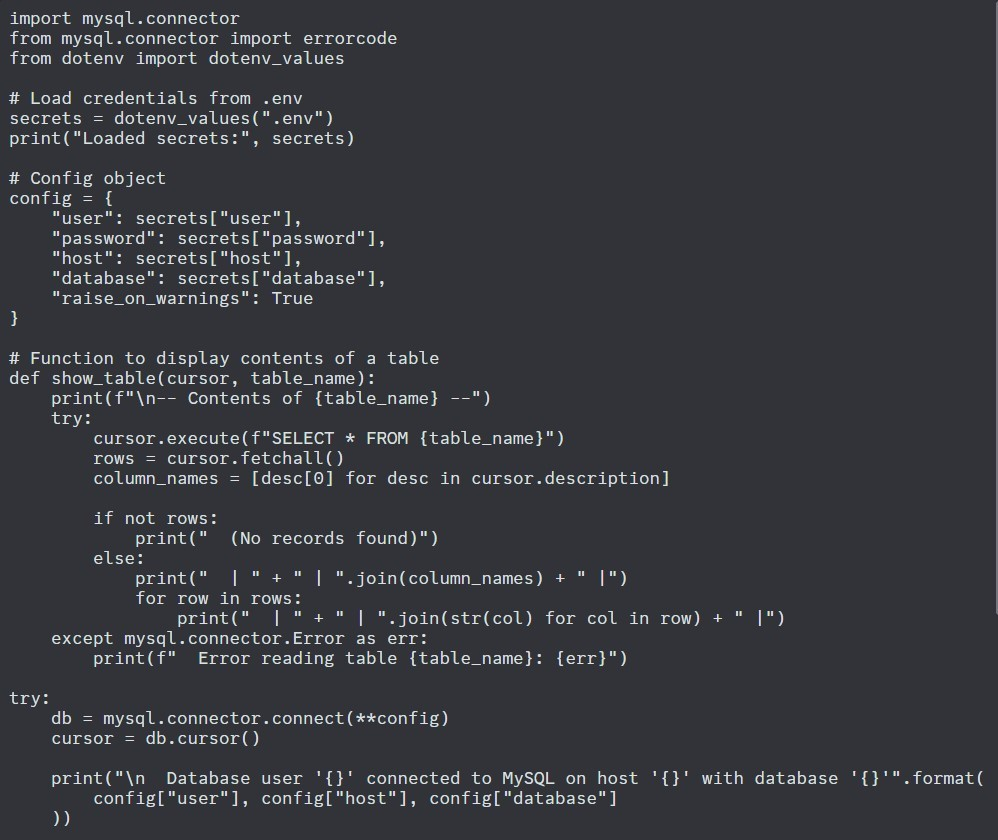 import mysql.connector
from mysql.connector import errorcode
from dotenv import dotenv_values

# Load credentials from .env
secrets = dotenv_values(".env")
print("Loaded secrets:", secrets)

# Config object
config = {
    "user": secrets["user"],
    "password": secrets["password"],
    "host": secrets["host"],
    "database": secrets["database"],
    "raise_on_warnings": True
}

# Function to display contents of a table
def show_table(cursor, table_name):
    print(f"\n-- Contents of {table_name} --")
    try:
        cursor.execute(f"SELECT * FROM {table_name}")
        rows = cursor.fetchall()
        column_names = [desc[0] for desc in cursor.description]

        if not rows:
            print("  (No records found)")
        else:
            print("  | " + " | ".join(column_names) + " |")
            for row in rows:
                print("  | " + " | ".join(str(col) for col in row) + " |")
    except mysql.connector.Error as err:
        print(f"  Error reading table {table_name}: {err}")

try:
    db = mysql.connector.connect(**config)
    cursor = db.cursor()

    print("\n  Database user '{}' connected to MySQL on host '{}' with database '{}'".format(
        config["user"], config["host"], config["database"]
    ))